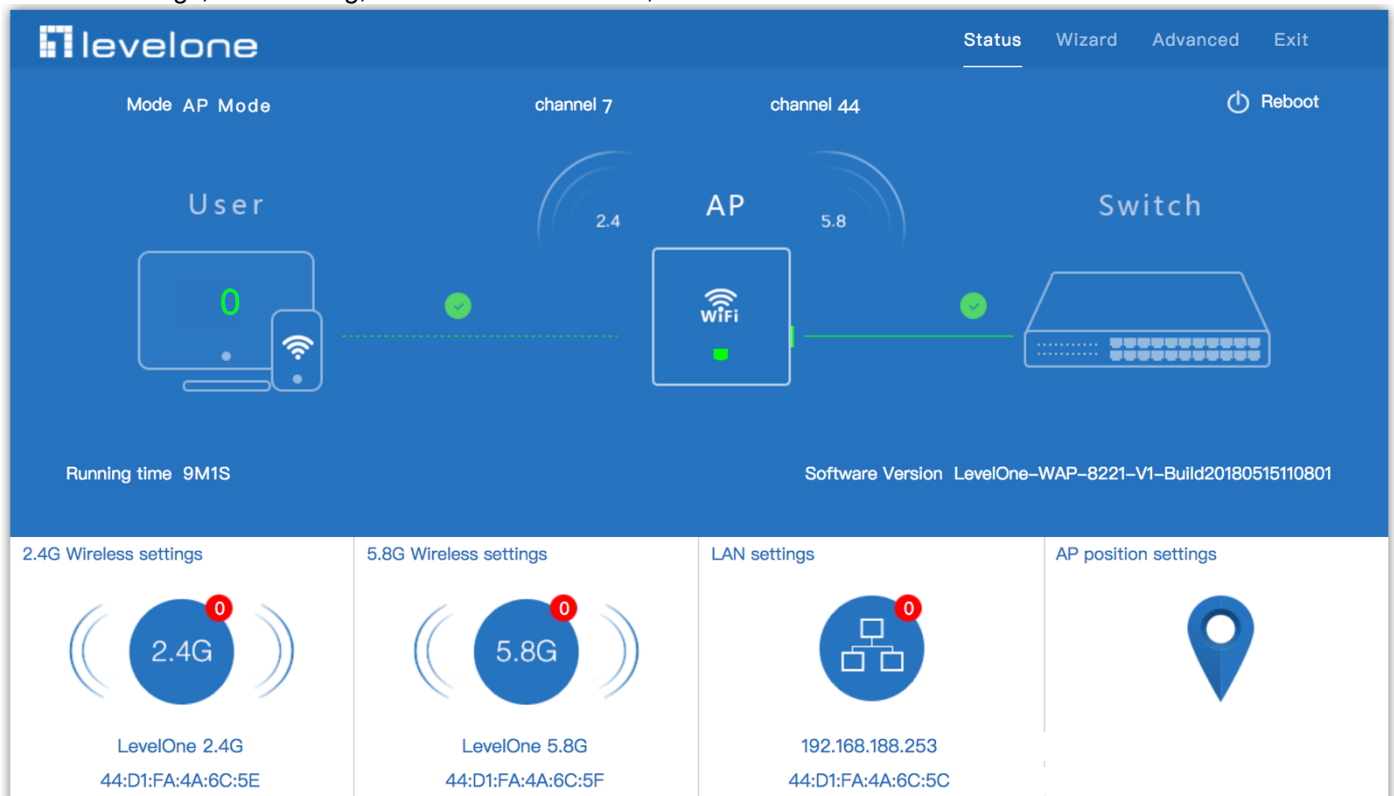 levelone
Status Wizard Advanced Exit
Mode AP Mode channel 7 channel 44 Reboot
User 2.4 AP 5.8 Switch
0
WiFi
Running time 9M1S Software Version LevelOne-WAP-8221-V1-Build20180515110801
2.4G Wireless settings 5.8G Wireless settings LAN settings AP position settings
0 0 0
2.4G 5.8G
LevelOne 2.4G LevelOne 5.8G 192.168.188.253
44:D1:FA:4A:6C:5E 44:D1:FA:4A:6C:5F 44:D1:FA:4A:6C:5C